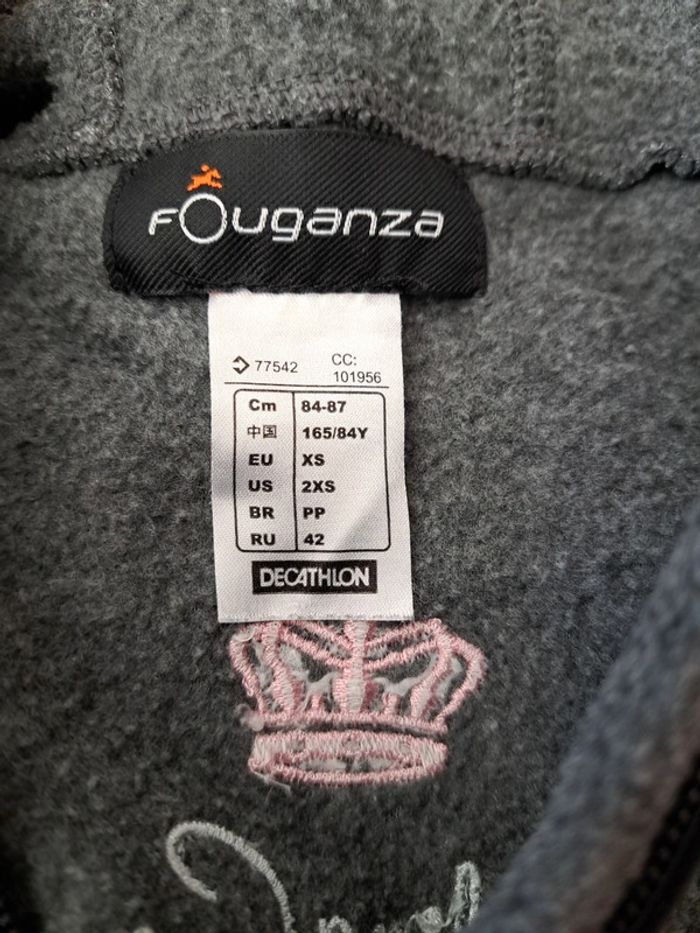 FOuganza
77542 CC: 101956
Cm 84-87
中国 165/84Y
EU XS
US 2XS
BR PP
RU 42
DECATHLON